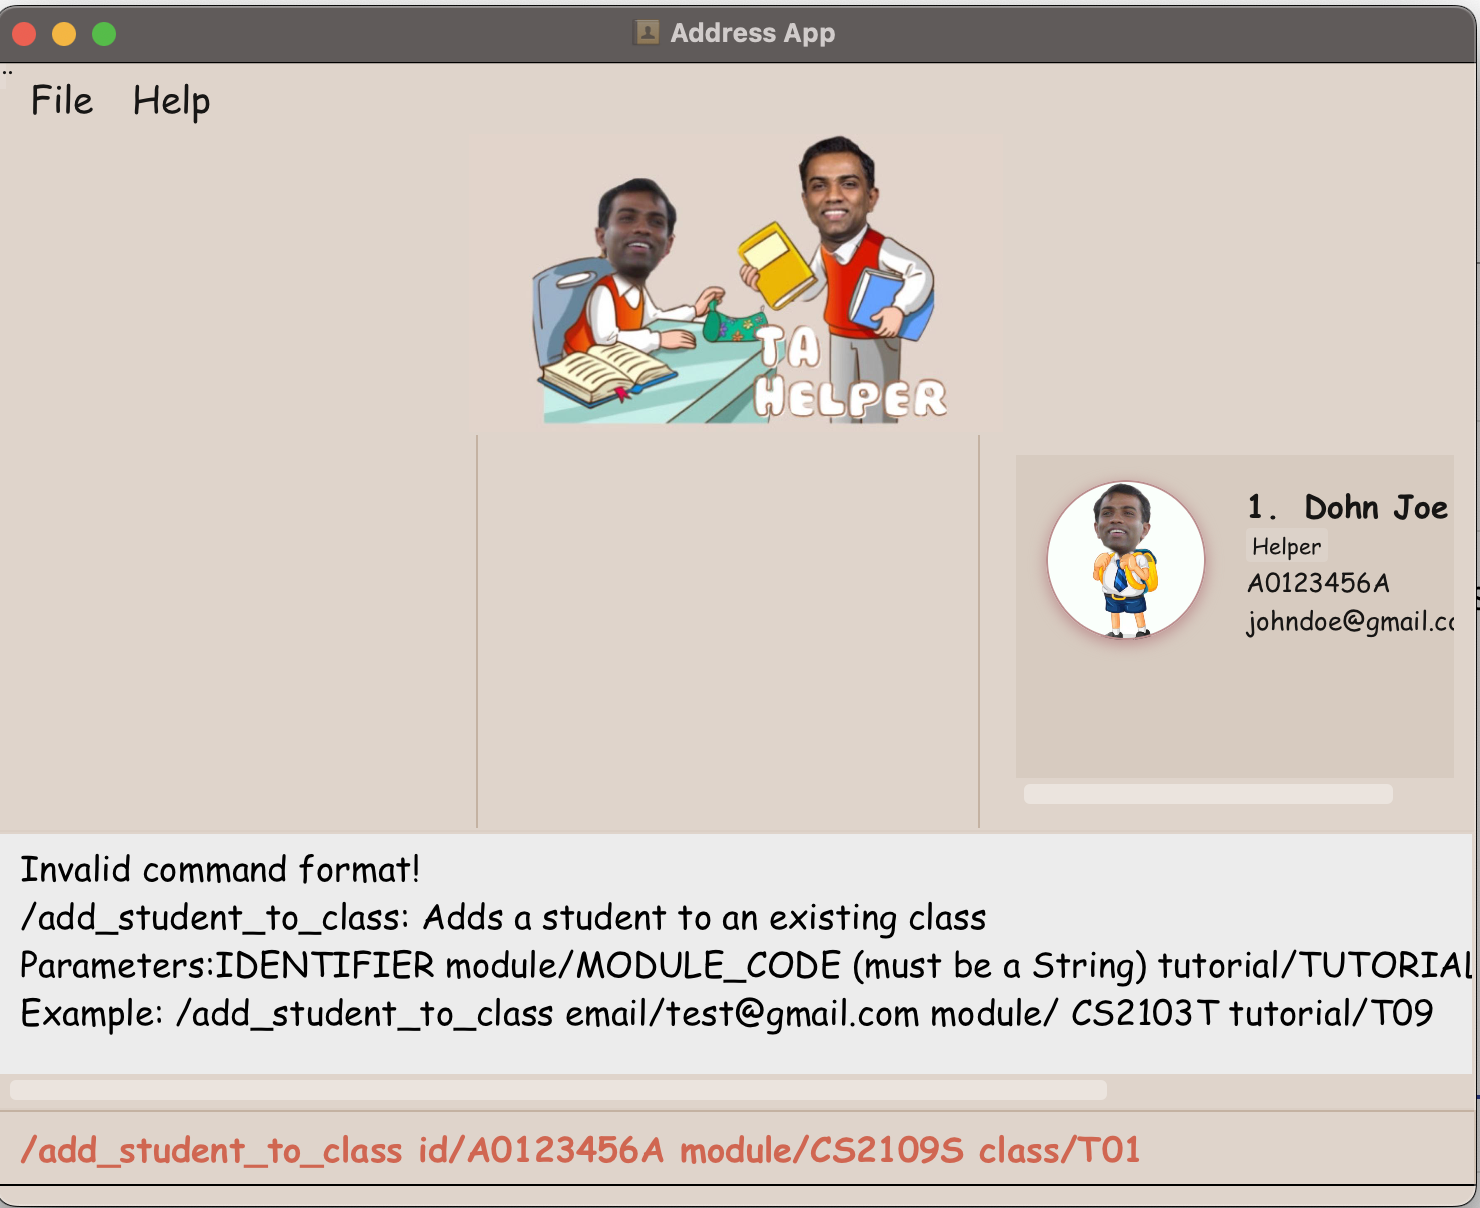 Address App
File Help
TA
HELPER
1. Dohn Joe
Helper
A0123456A
johndoe@gmail.cc
Invalid command format!
/add_student_to_class: Adds a student to an existing class
Parameters:IDENTIFIER module/MODULE_CODE (must be a String) tutorial/TUTORIAL
Example: /add_student_to_class email/test@gmail.com module/ CS2103T tutorial/T09
/add_student_to_class id/A0123456A module/CS2109S class/T01